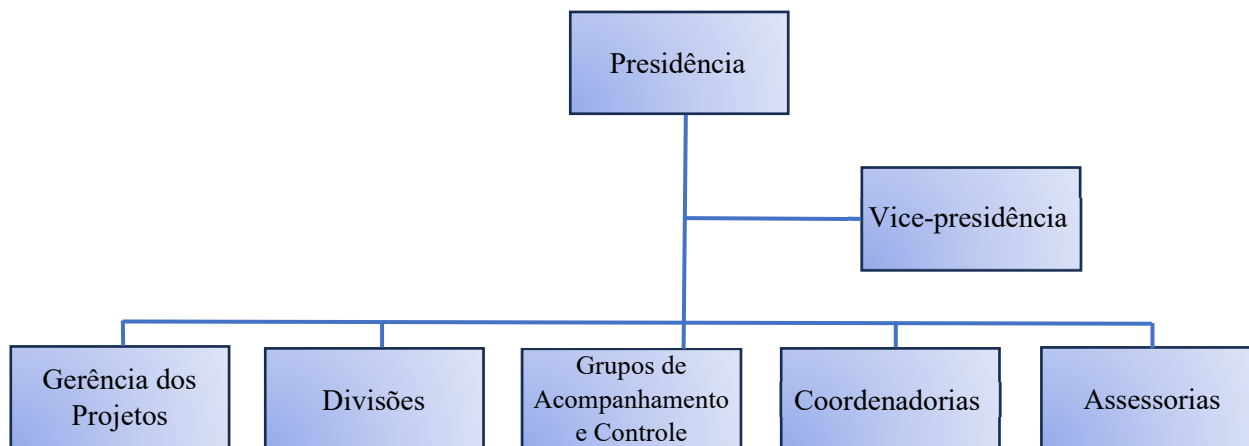 Presidência
Vice-presidência
Gerência dos
Projetos
Divisões
Grupos de
Acompanhamento
e Controle
Coordenadorias
Assessorias